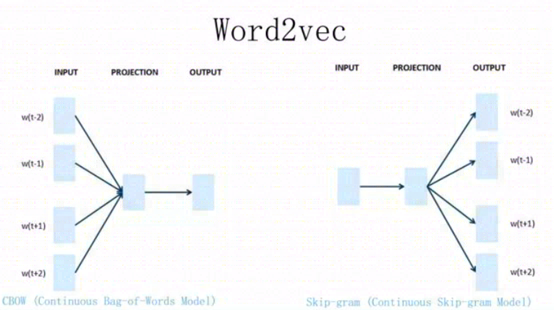 Word2vec
INPUT PROJECTION OUTPUT
w(t-2)
w(t-1)
w(t+1)
w(t+2)
CBOW (Continuous Bag-of-Words Model)
INPUT PROJECTION OUTPUT
w(t-2)
w(t-1)
w(t+1)
w(t+2)
Skip-gram (Continuous Skip-gram Model)